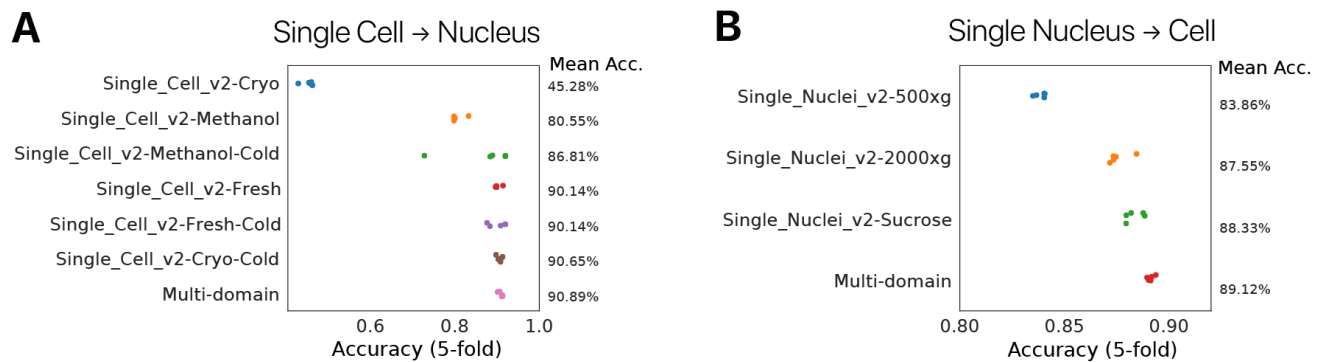 A
Single Cell → Nucleus
Mean Acc.
Single_Cell_v2-Cryo 45.28%
Single_Cell_v2-Methanol 80.55%
Single_Cell_v2-Methanol-Cold 86.81%
Single_Cell_v2-Fresh 90.14%
Single_Cell_v2-Fresh-Cold 90.14%
Single_Cell_v2-Cryo-Cold 90.65%
Multi-domain 90.89%
0.6 0.8 1.0
Accuracy (5-fold)
B
Single Nucleus → Cell
Mean Acc.
Single_Nuclei_v2-500xg 83.86%
Single_Nuclei_v2-2000xg 87.55%
Single_Nuclei_v2-Sucrose 88.33%
Multi-domain 89.12%
0.80 0.85 0.90
Accuracy (5-fold)